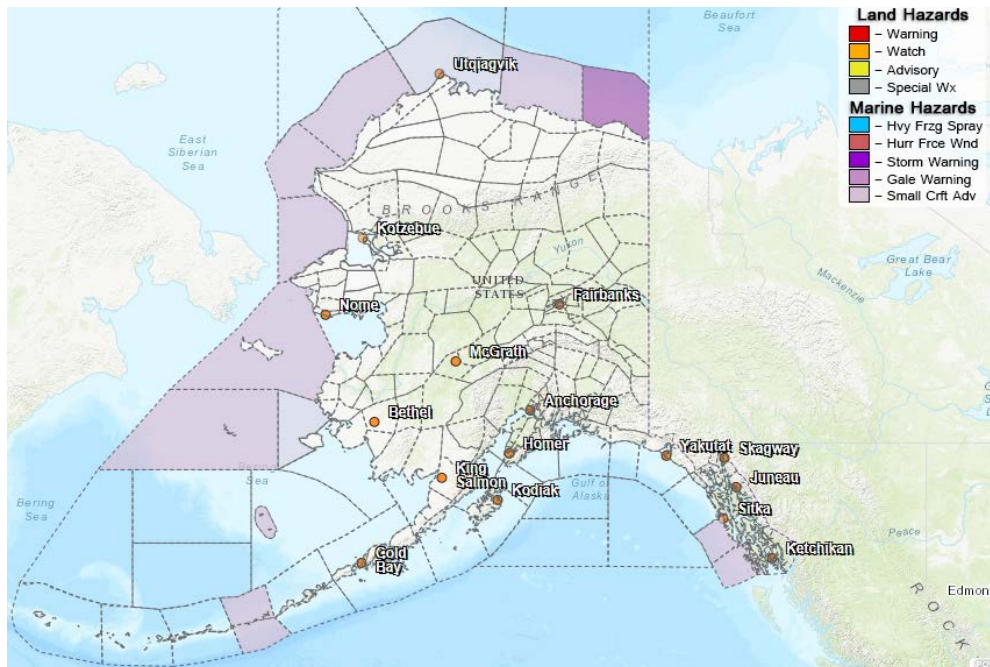 Land Hazards
– Warning
– Watch
– Advisory
– Special Wx
Marine Hazards
– Hvy Frzg Spray
– Hurr Frce Wnd
– Storm Warning
– Gale Warning
– Small Crft Adv
Beaufort
Sea
Utqiagvik
East
Siberian
Sea
BROOKS RANGE
Kotzebue
Yukon
Great Bear
Lake
Mackenzie
UNITED
STATES
Fairbanks
Nome
McGrath
Anchorage
Bethel
Homer
Yakutat
Skagway
King
Salmon
Sea
Gulf of
Alaska
Kodiak
Juneau
Bering
Sea
Sitka
Peace
Cold
Bay
Ketchikan
Edmon
ROCK